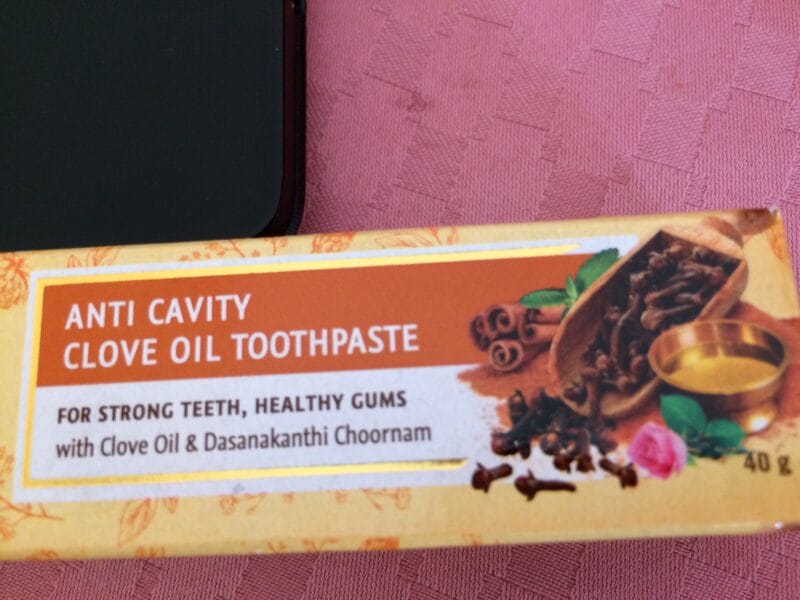 ANTI CAVITY
CLOVE OIL TOOTHPASTE
FOR STRONG TEETH, HEALTHY GUMS
with Clove Oil & Dasanakanthi Choornam
40 g